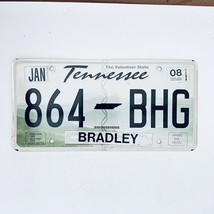 JAN Tennessee 08
The Volunteer State
864-BHG
BRADLEY